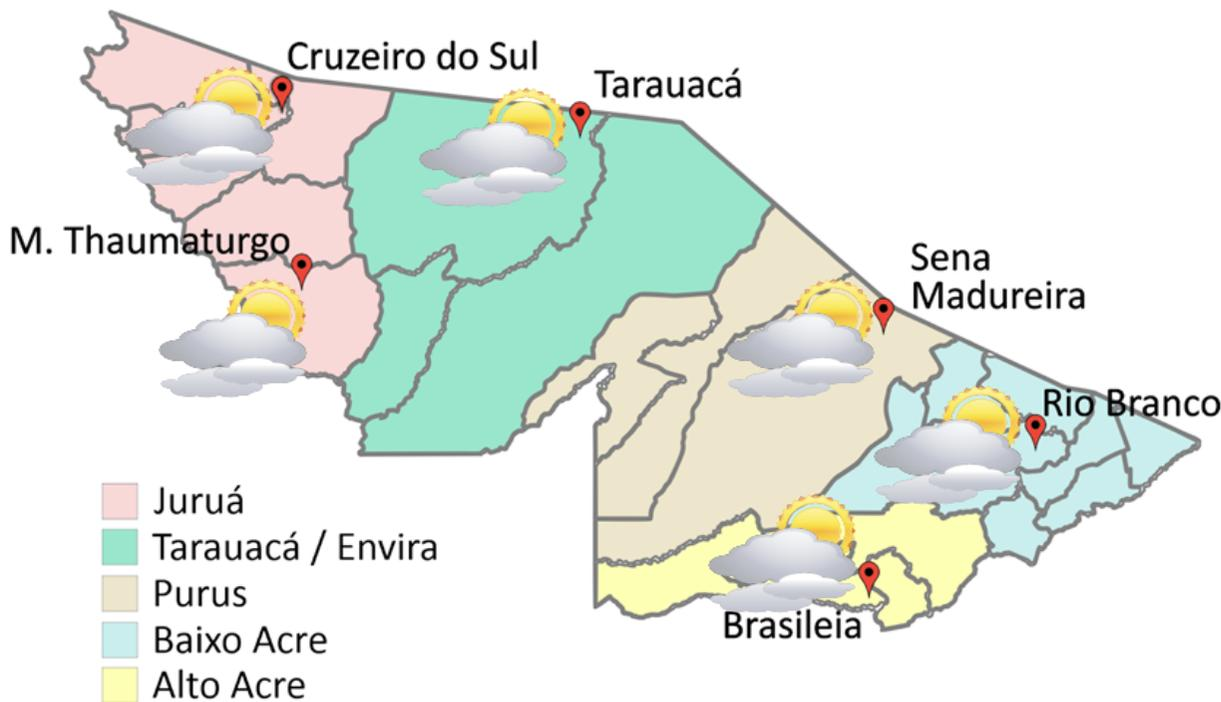 Cruzeiro do Sul
Tarauacá
M. Thaumaturgo
Sena
Madureira
Rio Branco
Brasileia
Juruá
Tarauacá / Envira
Purus
Baixo Acre
Alto Acre